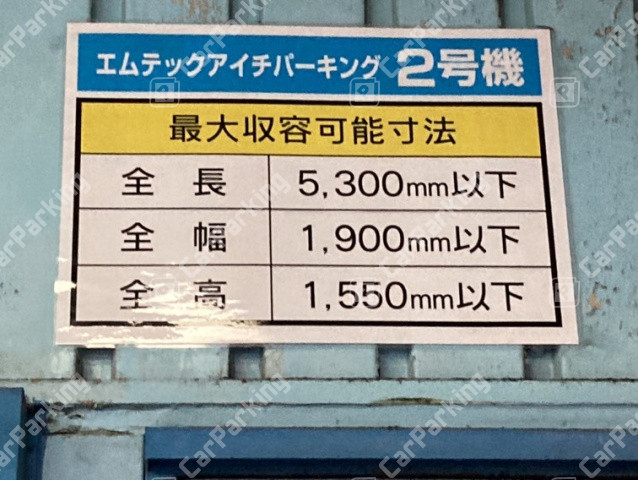 エムテックアイチパーキング 2号機
最大収容可能寸法
全長 5,300mm以下
全幅 1,900mm以下
全高 1,550mm以下
CarParking